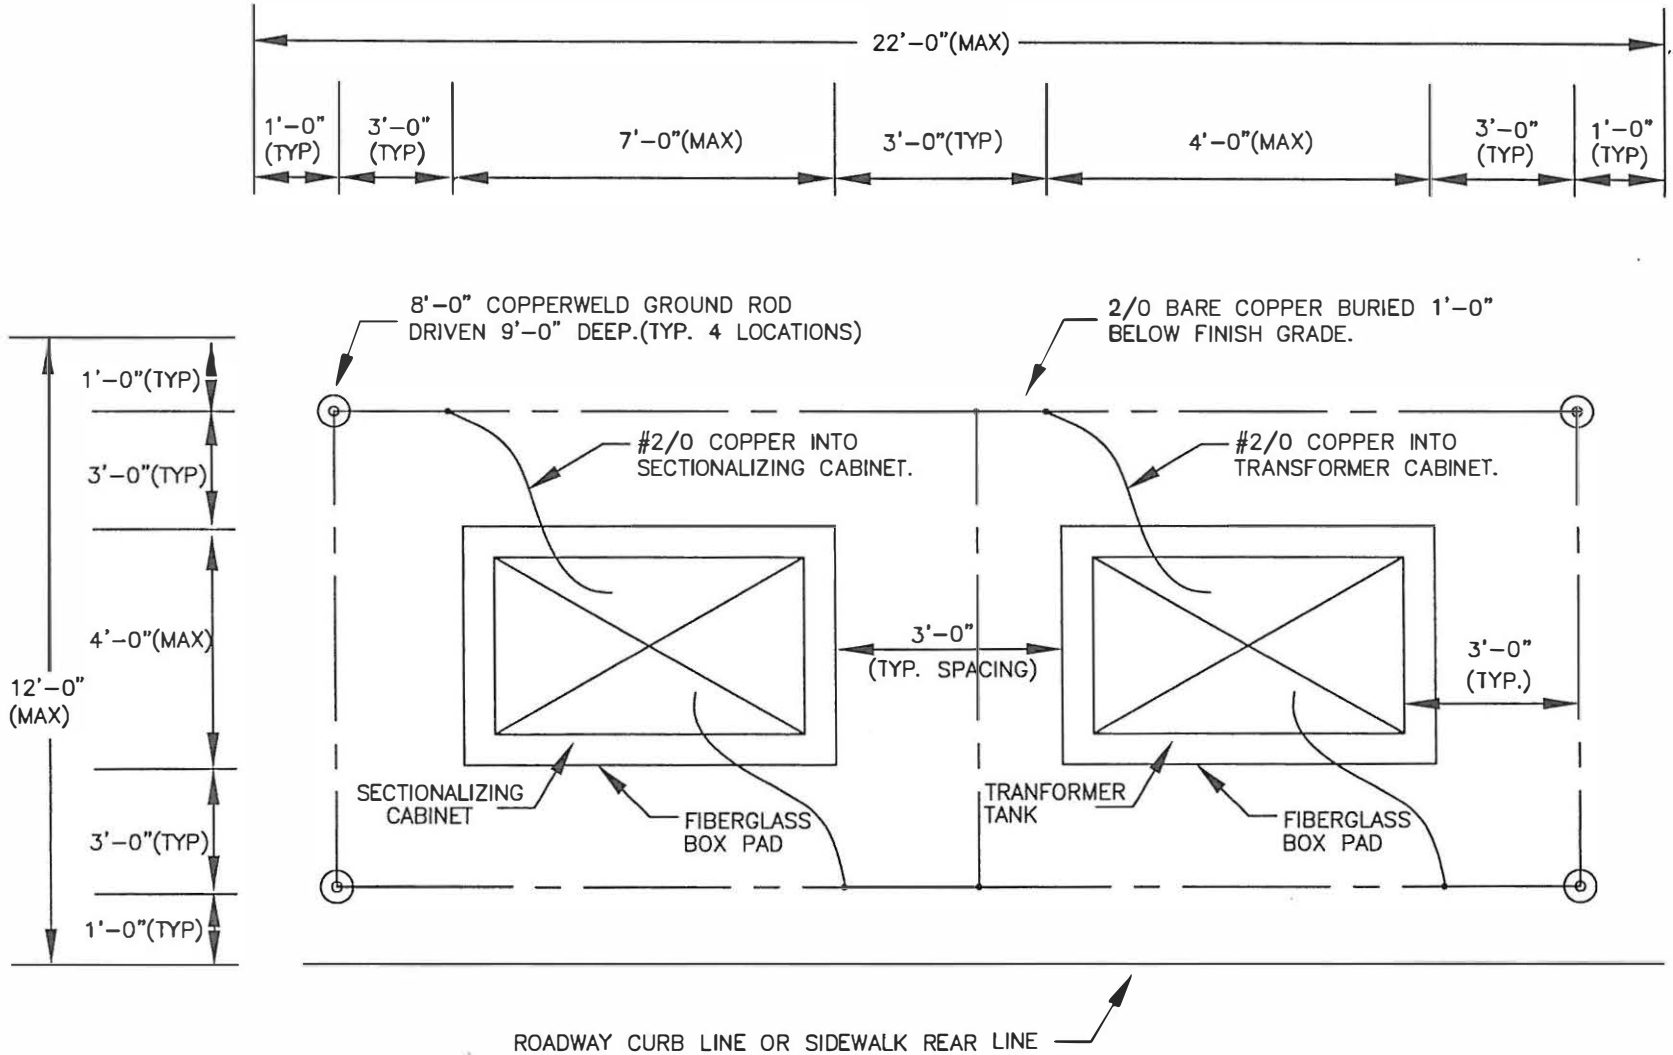 22'-0"(MAX)
1'-0"
(TYP)
3'-0"
(TYP)
7'-0"(MAX)
3'-0"(TYP)
4'-0"(MAX)
3'-0"
(TYP)
1'-0"
(TYP)
8'-0" COPPERWELD GROUND ROD
DRIVEN 9'-0" DEEP.(TYP. 4 LOCATIONS)
2/0 BARE COPPER BURIED 1'-0"
BELOW FINISH GRADE.
1'-0"(TYP)
3'-0"(TYP)
4'-0"(MAX)
12'-0"
(MAX)
3'-0"(TYP)
1'-0"(TYP)
#2/0 COPPER INTO
SECTIONALIZING CABINET.
#2/0 COPPER INTO
TRANSFORMER CABINET.
3'-0"
(TYP. SPACING)
3'-0"
(TYP.)
SECTIONALIZING
CABINET
FIBERGLASS
BOX PAD
TRANFORMER
TANK
FIBERGLASS
BOX PAD
ROADWAY CURB LINE OR SIDEWALK REAR LINE